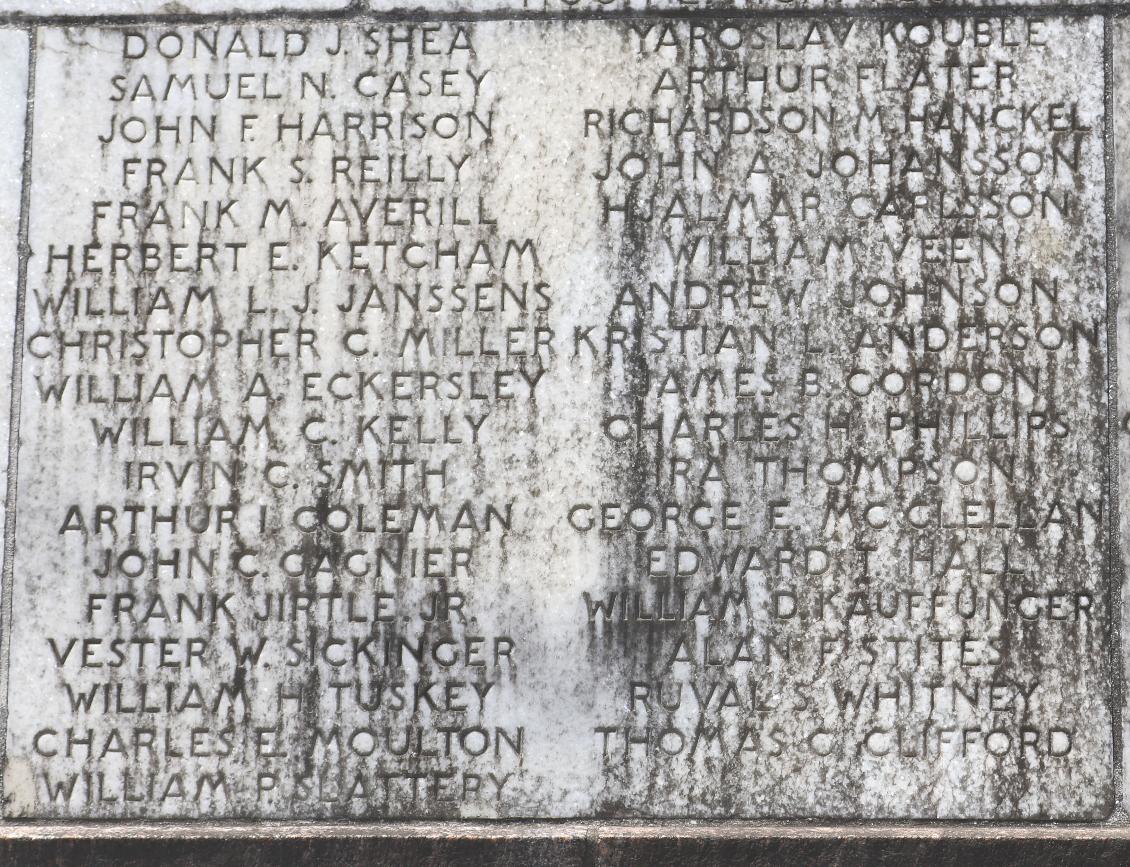 DONALD J. SHEA
SAMUEL N. CASEY
JOHN F. HARRISON
FRANK S. REILLY
FRANK M. AVERILL
HERBERT E. KETCHAM
WILLIAM L. J. JANSSENS
CHRISTOPHER C. MILLER
WILLIAM A. ECKERSLEY
WILLIAM C. KELLY
IRVIN C. SMITH
ARTHUR I. COLEMAN
JOHN C. GAGNIER
FRANK JIRTLE. JR.
VESTER W. SICKINGER
WILLIAM H. TUSKEY
CHARLES E. MOULTON
WILLIAM P. SLATTERY
YAROSLAV KOUBLE
ARTHUR FLATER
RICHARDSON M. HANCKEL
JOHN A. JOHANSSON
HJALMAR CARLSSON
WILLIAM VEEN
ANDREW JOHNSON
KRISTIAN L. ANDERSON
JAMES B. GORDON
CHARLES H. PHILLIPS
IRA THOMPSON
GEORGE E. MCCLELLAN
EDWARD T. HALL
WILLIAM D. KAUFFUNGER
ALAN F. STITES
RUVAL S. WHITNEY
THOMAS C. CLIFFORD